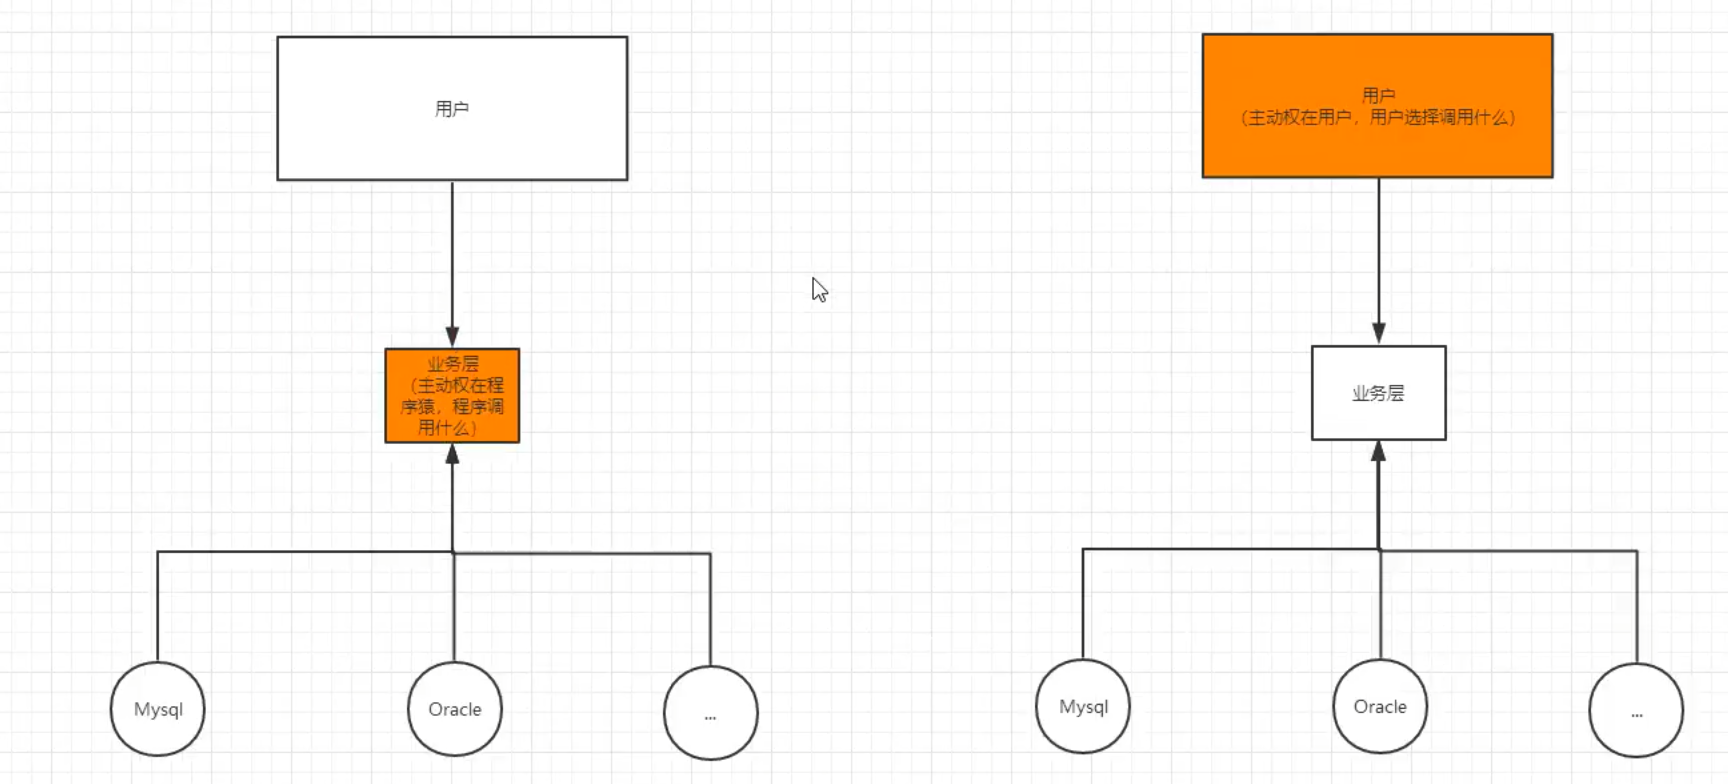 用户
业务层
（主动权在程
序猿，程序调
用什么）
Mysql
Oracle
...
用户
（主动权在用户，用户选择调用什么）
业务层
Mysql
Oracle
...